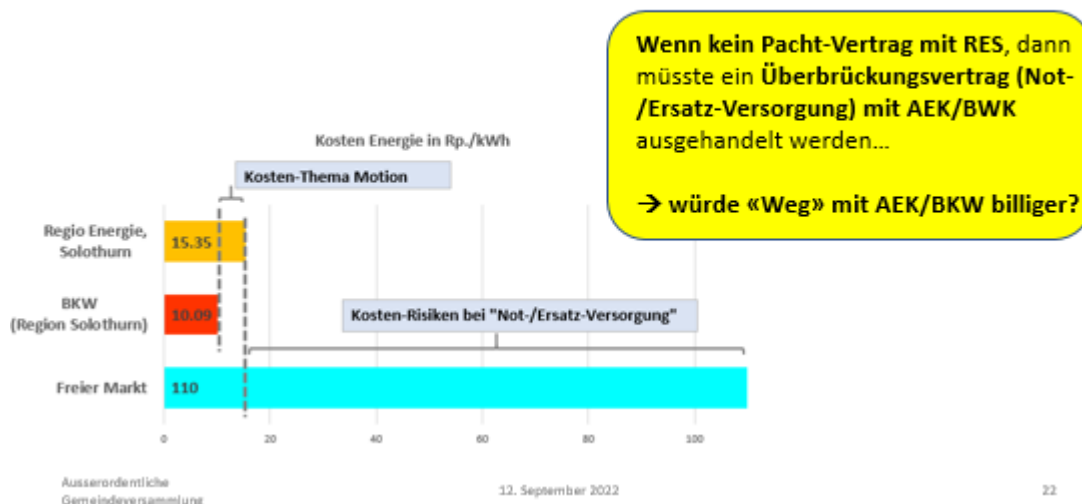 Wenn kein Pacht-Vertrag mit RES, dann
müsste ein Überbrückungsvertrag (Not-
/Ersatz-Versorgung) mit AEK/BWK
ausgehandelt werden...
→ würde «Weg» mit AEK/BKW billiger?
Kosten Energie in Rp./kWh
Kosten-Thema Motion
Regio Energie,
Solothurn
15.35
BKW
(Region Solothurn)
10.09
Kosten-Risiken bei "Not-/Ersatz-Versorgung"
Freier Markt
110
0 20 40 60 80 100
Ausserordentliche
Gemeindeversammlung
12. September 2022
22